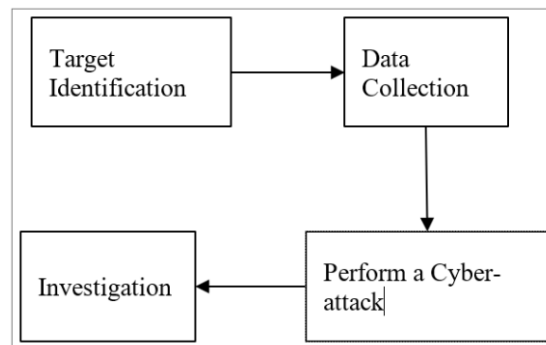 Target
Identification
Data
Collection
Investigation
Perform a Cyber-
attack